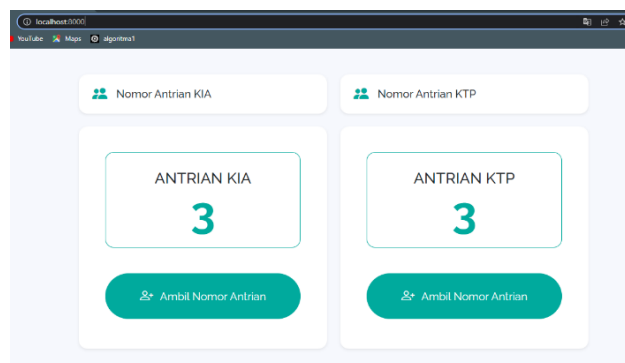 localhost:8000
YouTube Maps algoritma1
Nomor Antrian KIA
Nomor Antrian KTP
ANTRIAN KIA
3
Ambil Nomor Antrian
ANTRIAN KTP
3
Ambil Nomor Antrian